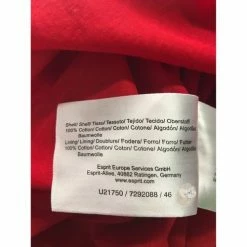 Shell/ Shell/ Tissu/ Tessuto/ Tejido/ Tecido/ Oberstoff
100% Cotton/ Cotton/ Coton/ Cotone/ Algodón/ Algodão/
Baumwolle
Lining/ Lining/ Doublure/ Fodera/ Forro/ Forro/ Futter
100% Cotton/ Cotton/ Coton/ Cotone/ Algodón/ Algodão/
Baumwolle
Esprit Europe Services GmbH
Esprit-Allee, 40882 Ratingen, Germany
www.esprit.com
U21750 / 7292088 / 46